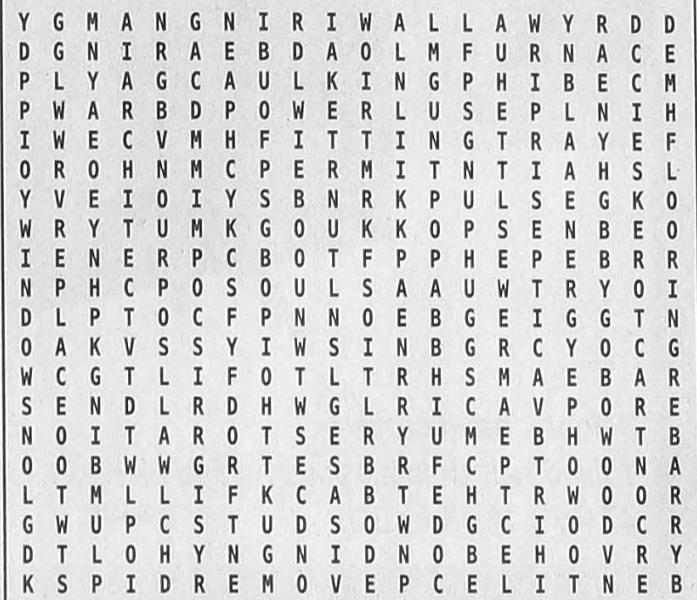 Y G M A N G N I R I W A L L A W Y R D D
D G N I R A E B D A O L M F U R N A C E
P L Y A G C A U L K I N G P H I B E C M
P W A R B D P O W E R L U S E P L N I H
I W E C V M H F I T T I N G T R A Y E F
O R O H N M C P E R M I T N T I A H S L
Y V E I O I Y S B N R K P U L S E G K O
W R Y T U M K G O U K K O P S E N B E O
I E N E R P C B O T F P P H E P E B R R
N P H C P O S O U L S A A U W T R Y O I
D L P T O C F P N N O E B G E I G G T N
O A K V S S Y I W S I N B G R C Y O C G
W C G T L I F O T L T R H S M A E B A R
S E N D L R D H W G L R I C A V P O R E
N O I T A R O T S E R Y U M E B H W T B
O O B W W G R T E S B R F C P T O O N A
L T M L L I F K C A B T E H T R W O O R
G W U P C S T U D S O W D G C I O D C R
D T L O H Y N G N I D N O B E H O V R Y
K S P I D R E M O V E P C E L I T N E B